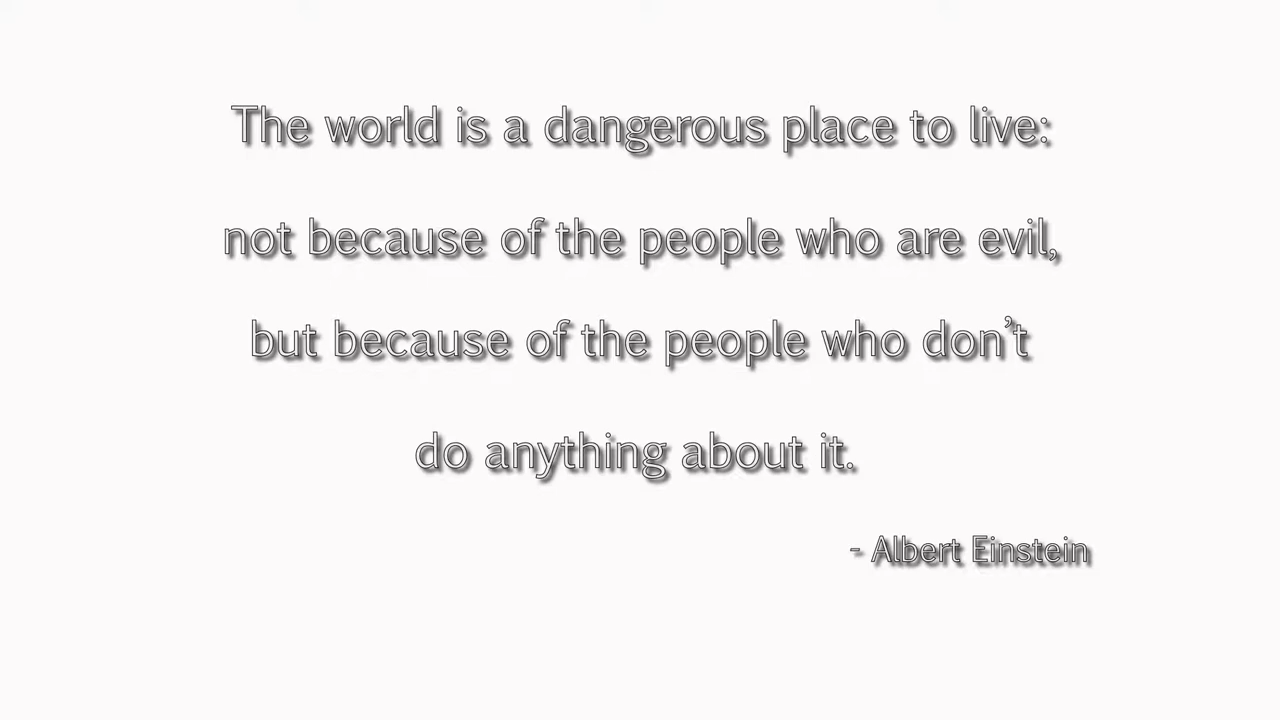 The world is a dangerous place to live:
not because of the people who are evil,
but because of the people who don’t
do anything about it.
- Albert Einstein